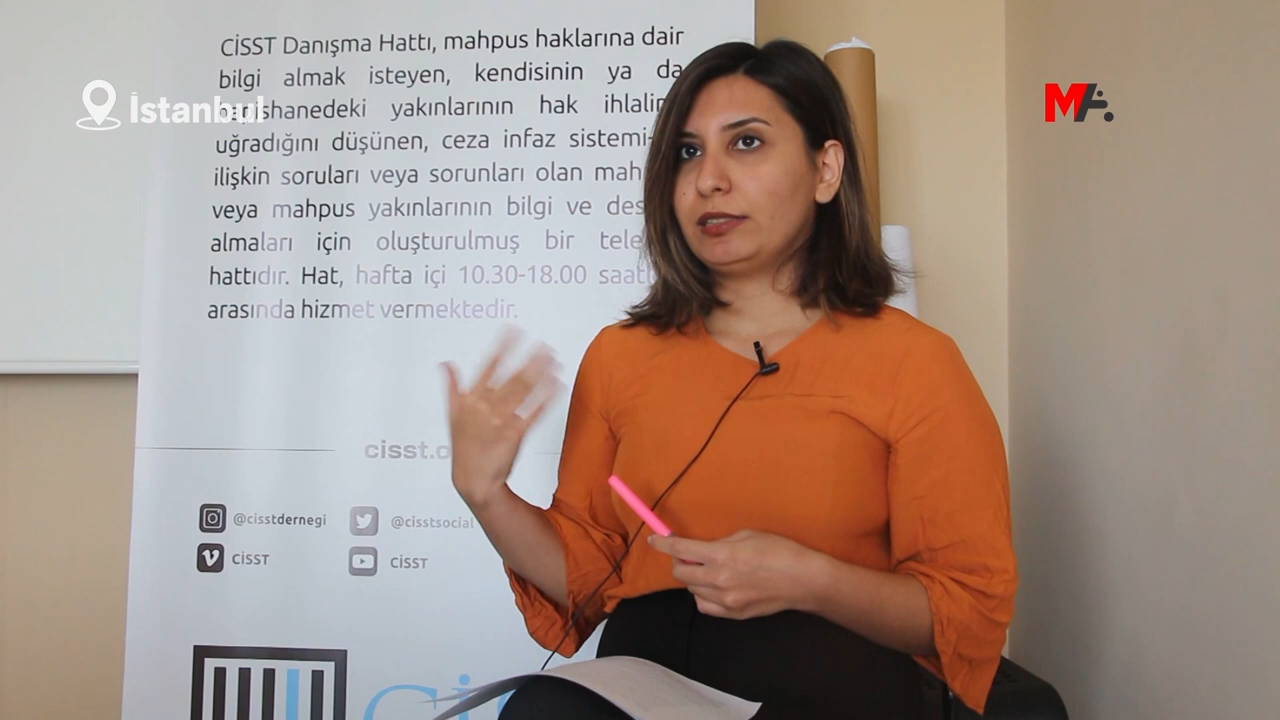 CİSST Danışma Hattı, mahpus haklarına dair
bilgi almak isteyen, kendisinin ya da
yakınlarının hak
uğradığını düşünen, ceza infaz sistemi-
ilişkin soruları veya sorunları olan
veya mahpus yakınlarının bilgi ve
almaları için oluşturulmuş bir
hattıdır. Hat, hafta içi 10.30-18.00
arasında hizmet vermektedir.
İstanbul
MA
cisst.o
@cisstdernegi
@cisstsocial
CİSST
CİSST